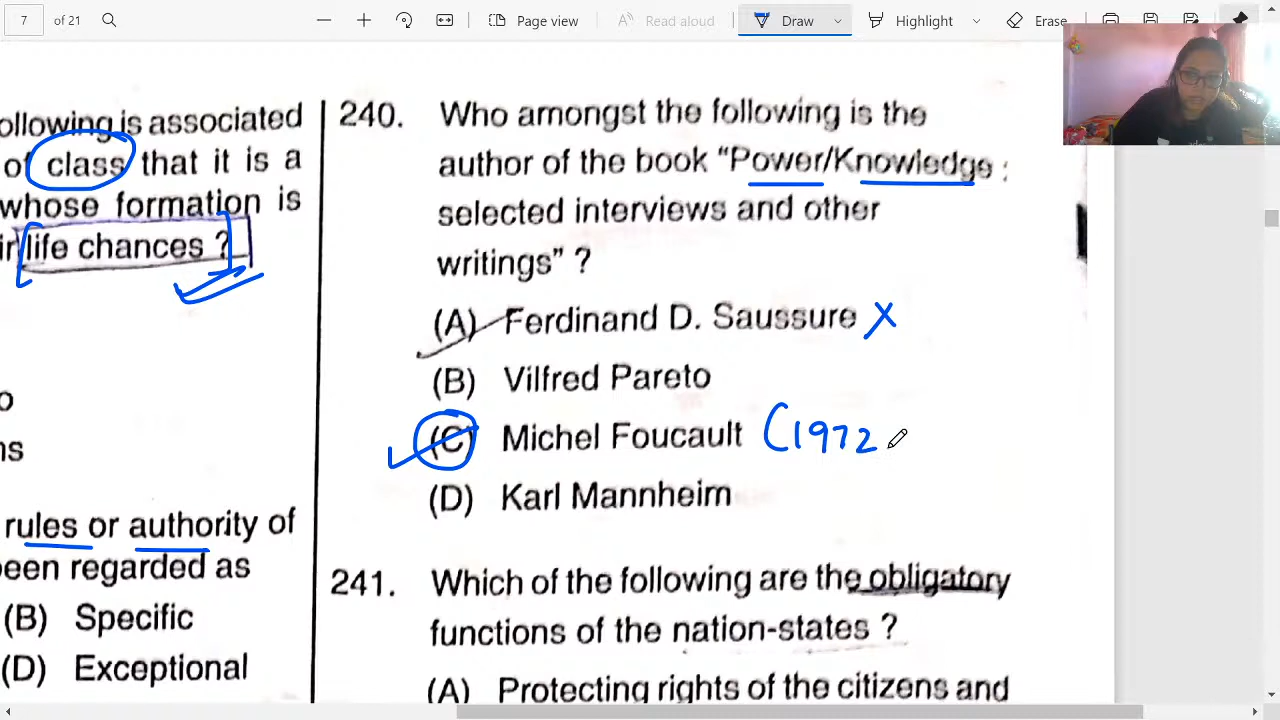 7 of 21 Page view Read aloud Draw Highlight Erase
ollowing is associated
of class that it is a
whose formation is
life chances ?
o
ns
rules or authority of
been regarded as
(B) Specific
(D) Exceptional
240. Who amongst the following is the
author of the book “Power/Knowledge :
selected interviews and other
writings” ?
(A) Ferdinand D. Saussure X
(B) Vilfred Pareto
(C) Michel Foucault (1972
(D) Karl Mannheim
241. Which of the following are the obligatory
functions of the nation-states ?
(A) Protecting rights of the citizens and